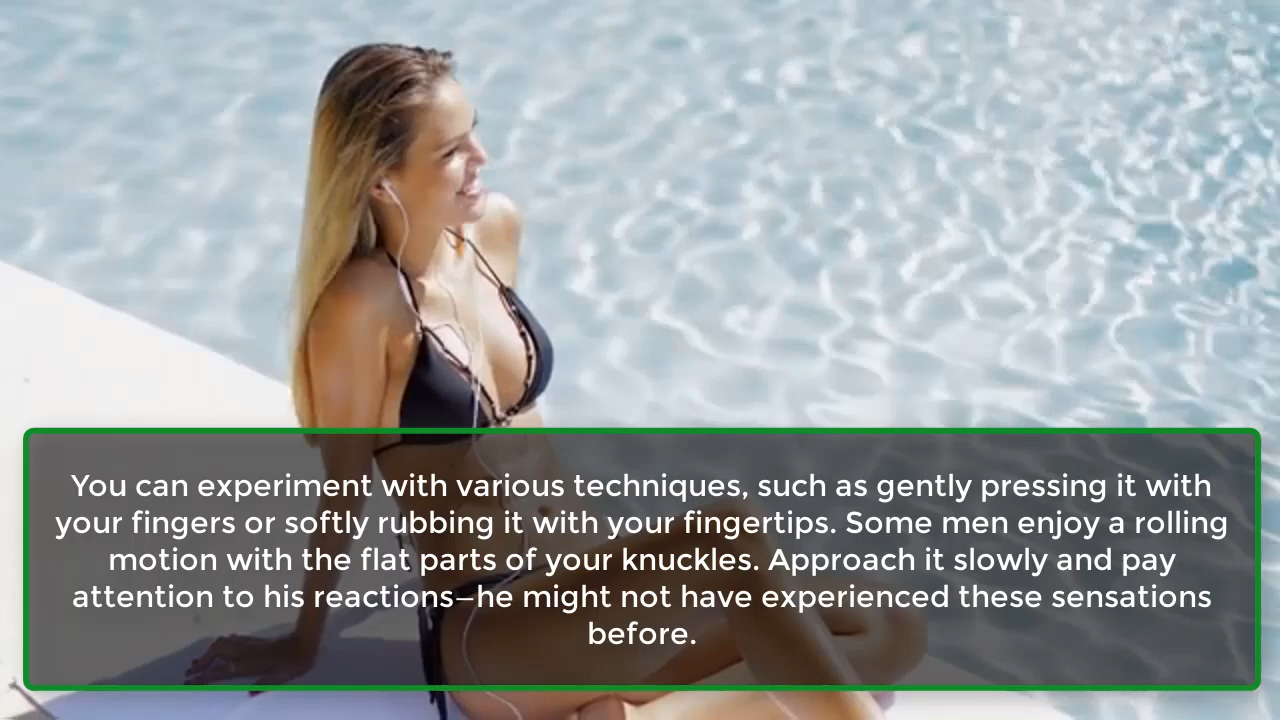 You can experiment with various techniques, such as gently pressing it with
your fingers or softly rubbing it with your fingertips. Some men enjoy a rolling
motion with the flat parts of your knuckles. Approach it slowly and pay
attention to his reactions—he might not have experienced these sensations
before.